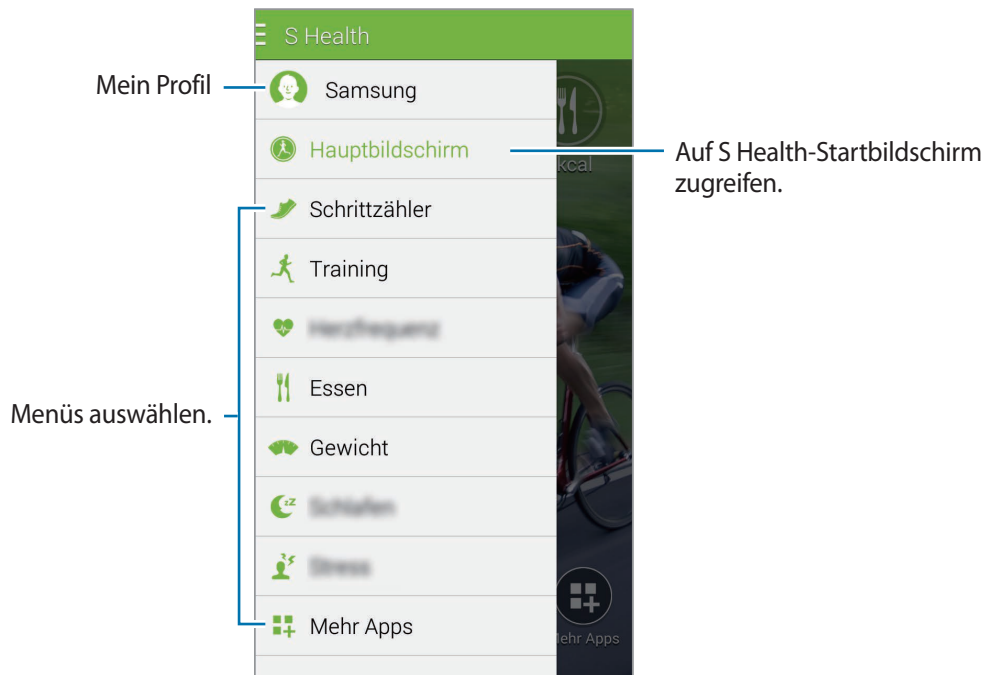 S Health
Mein Profil
Samsung
Hauptbildschirm
Auf S Health-Startbildschirm
zugreifen.
kcal
Schrittzähler
Training
Essen
Menüs auswählen.
Gewicht
Mehr Apps
Mehr Apps